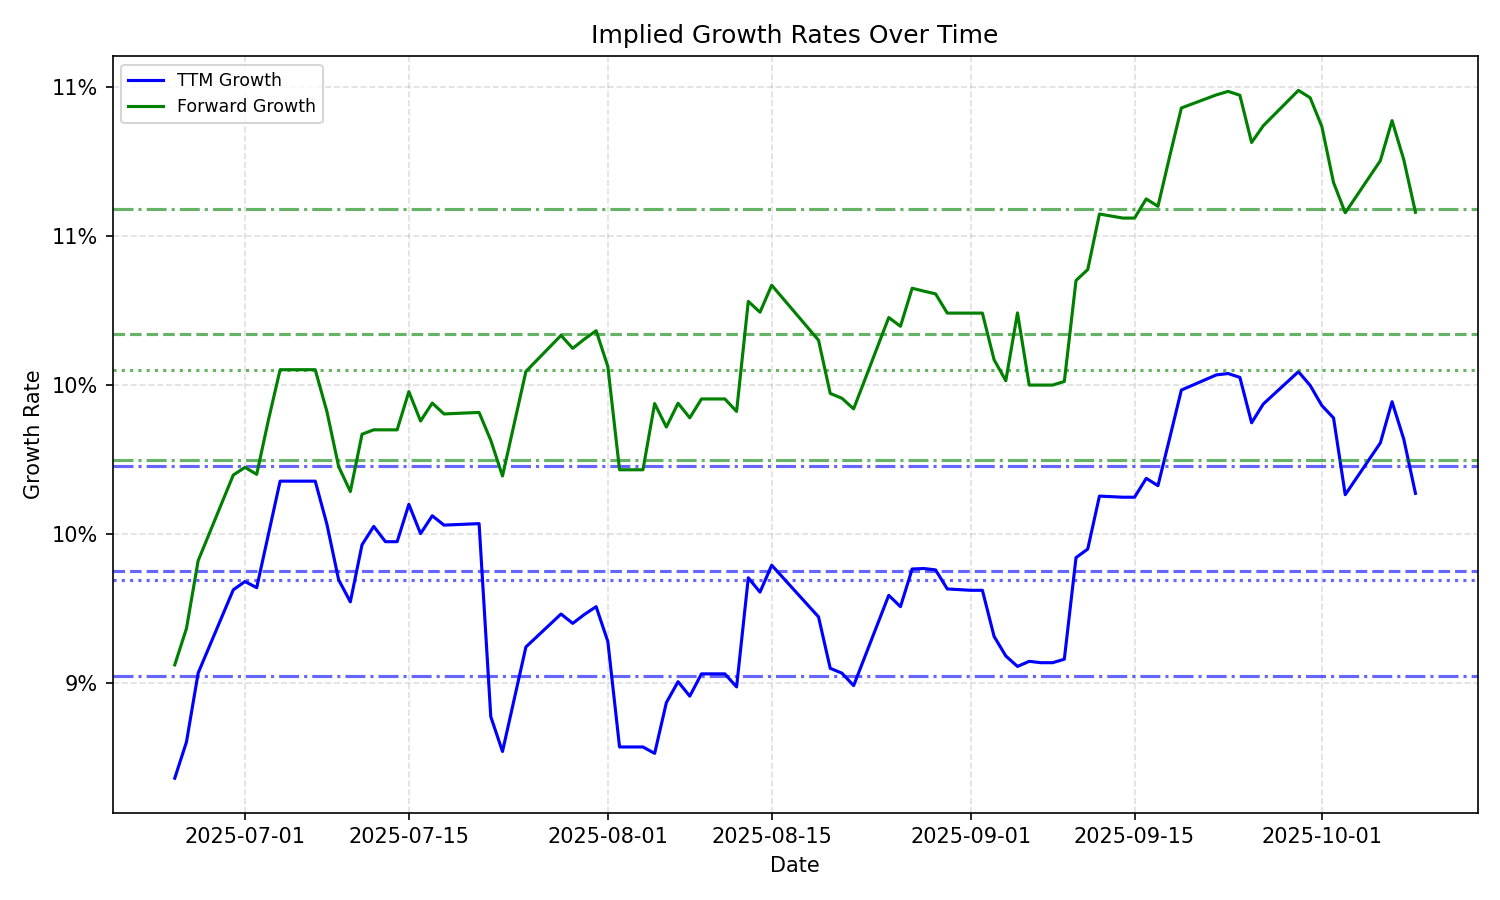 Implied Growth Rates Over Time
TTM Growth
Forward Growth
Growth Rate
11%
11%
10%
10%
9%
2025-07-01
2025-07-15
2025-08-01
2025-08-15
2025-09-01
2025-09-15
2025-10-01
Date